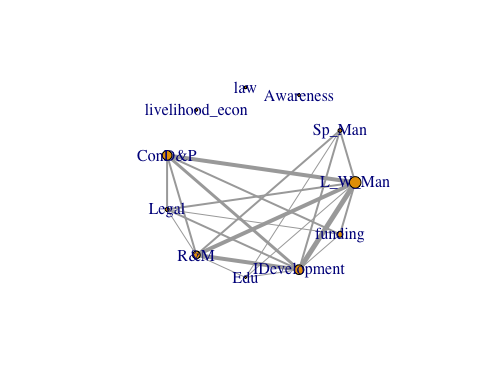 law
Awareness
livelihood_econ
Sp_Man
ConD&P
L_W_Man
Legal
funding
R&M
IDevelopment
Edu